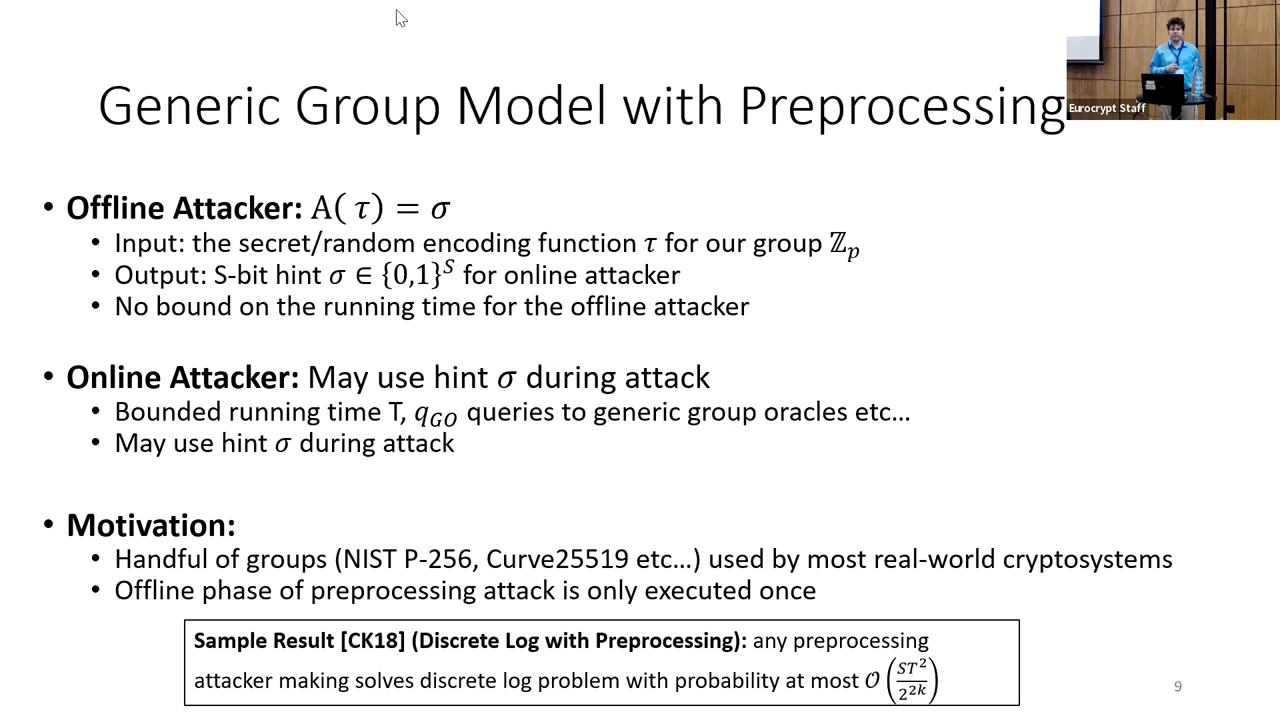 Generic Group Model with Preprocessing
Eurocrypt Staff
• Offline Attacker: A( τ) = σ
• Input: the secret/random encoding function τ for our group ℤₚ
• Output: S-bit hint σ ∈ {0,1}ˢ for online attacker
• No bound on the running time for the offline attacker
• Online Attacker: May use hint σ during attack
• Bounded running time T, q_GO queries to generic group oracles etc…
• May use hint σ during attack
• Motivation:
• Handful of groups (NIST P-256, Curve25519 etc…) used by most real-world cryptosystems
• Offline phase of preprocessing attack is only executed once
Sample Result [CK18] (Discrete Log with Preprocessing): any preprocessing
attacker making solves discrete log problem with probability at most 𝒪(ST²/2²ᵏ)
9